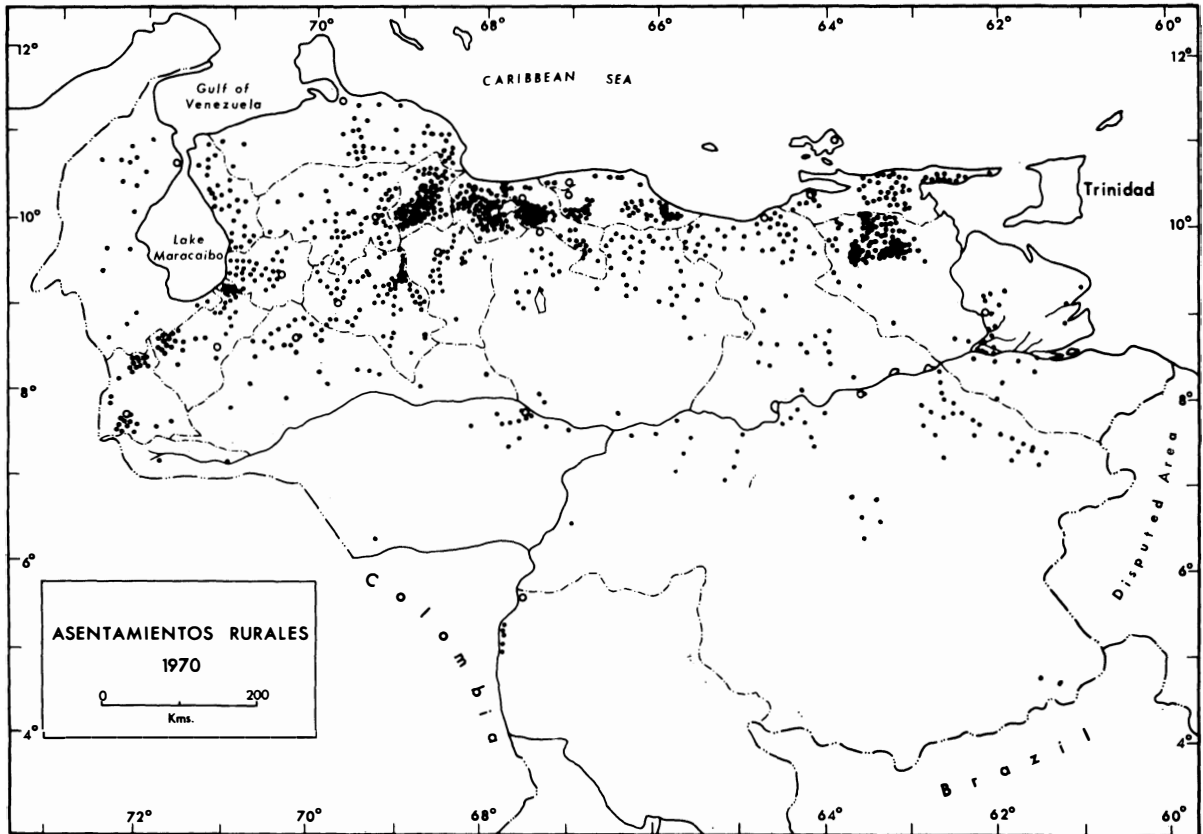 70° 68° 66° 64° 62° 60°
12° 12°
CARIBBEAN SEA
Gulf of
Venezuela
Trinidad
10° 10°
Lake
Maracaibo
8° 8°
Disputed Area
6° 6°
Colombia
ASENTAMIENTOS RURALES
1970
0 200
Kms.
4° 4°
Brazil
72° 70° 68° 66° 64° 62° 60°